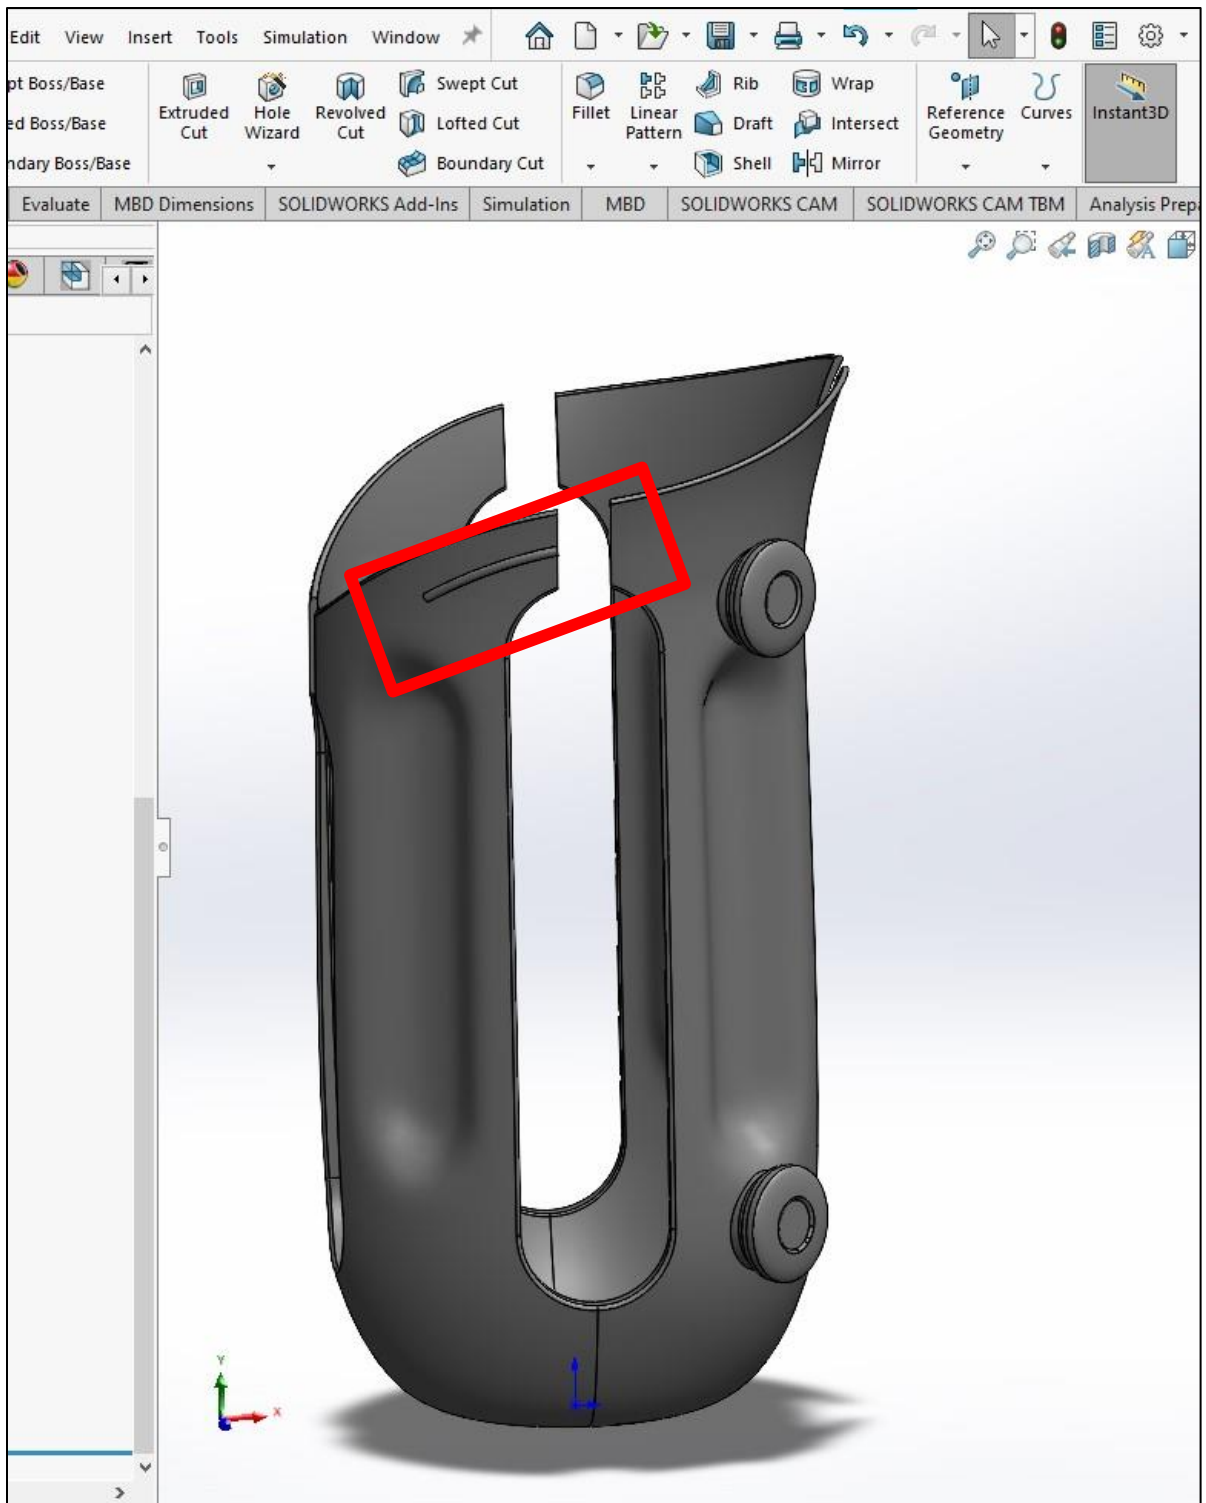 Edit View Insert Tools Simulation Window
pt Boss/Base
ed Boss/Base
ndary Boss/Base
Extruded Cut
Hole Wizard
Revolved Cut
Swept Cut
Lofted Cut
Boundary Cut
Fillet
Linear Pattern
Rib
Draft
Shell
Wrap
Intersect
Mirror
Reference Geometry
Curves
Instant3D
Evaluate MBD Dimensions SOLIDWORKS Add-Ins Simulation MBD SOLIDWORKS CAM SOLIDWORKS CAM TBM Analysis Prepa
Y
X